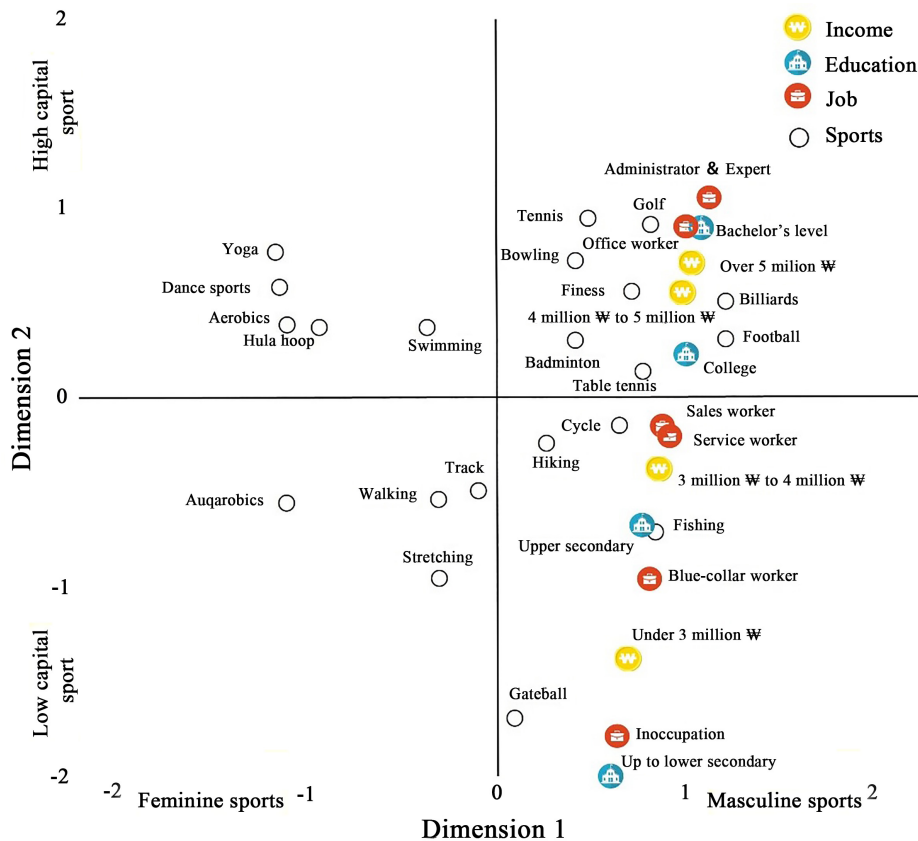 2
Income
Education
Job
Sports
High capital
sport
Administrator & Expert
1
Golf
Tennis
Office worker
Bachelor's level
Yoga
Bowling
Over 5 milion ₩
Dance sports
Finess
Billiards
Aerobics
4 million ₩ to 5 million ₩
Hula hoop
Swimming
Football
Badminton
College
Table tennis
0
Dimension 2
Sales worker
Cycle
Service worker
Hiking
Track
3 million ₩ to 4 million ₩
Walking
Auqarobics
Fishing
Upper secondary
Stretching
Blue-collar worker
-1
Under 3 million ₩
Low capital
sport
Gateball
Inoccupation
Up to lower secondary
-2
-2
Feminine sports
-1
0
1
Masculine sports
2
Dimension 1